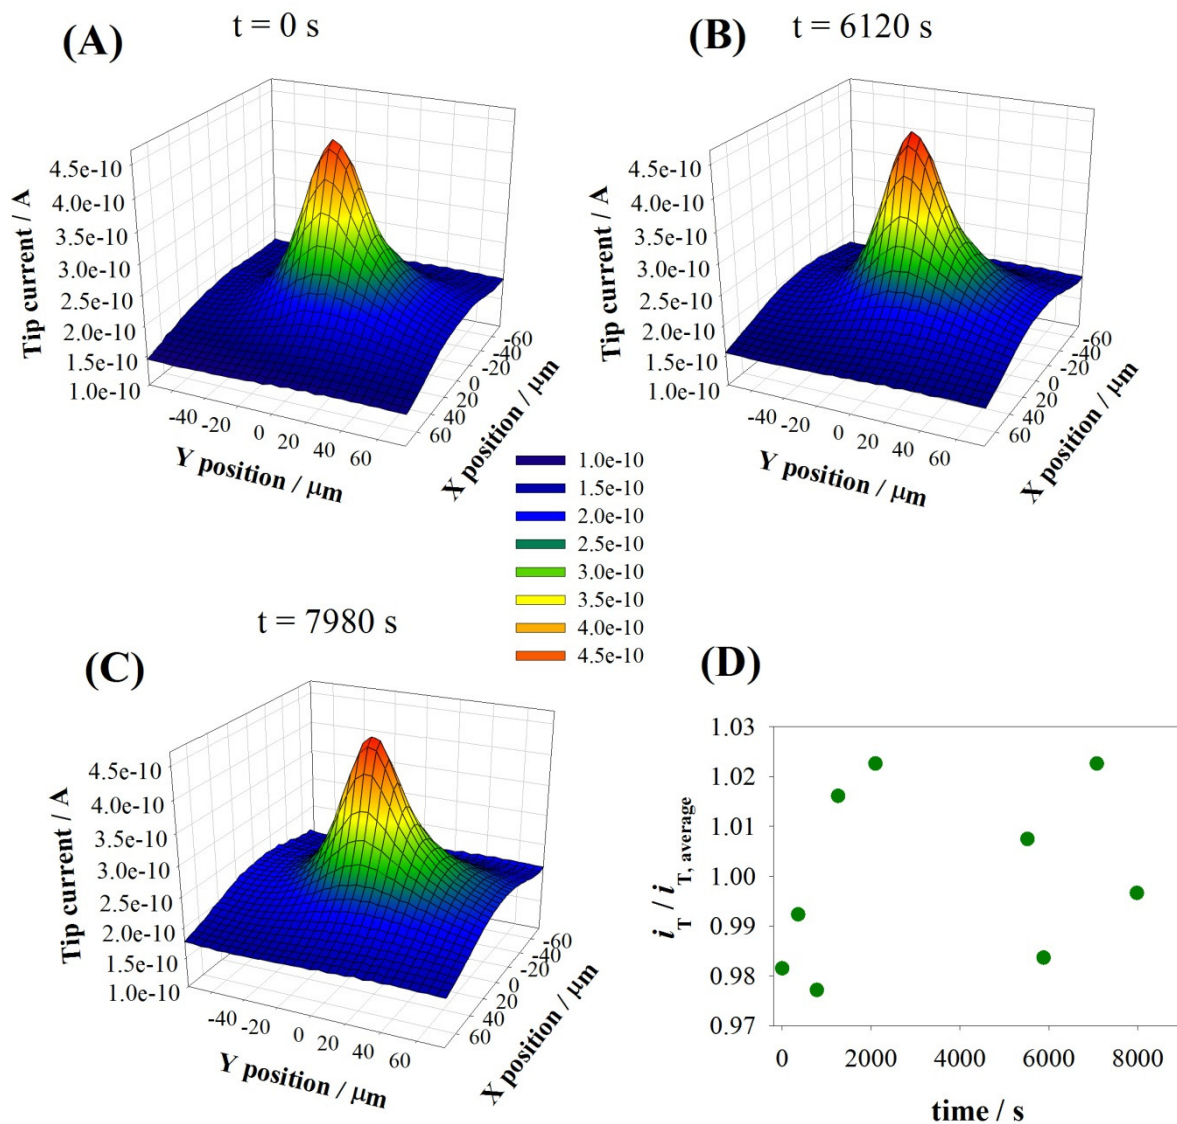 (A)
t = 0 s
4.5e-10
4.0e-10
3.5e-10
3.0e-10
2.5e-10
2.0e-10
1.5e-10
1.0e-10
Tip current / A
-40
-20
0
20
40
60
Y position / μm
-60
-40
-20
0
20
40
60
X position / μm
(B)
t = 6120 s
4.5e-10
4.0e-10
3.5e-10
3.0e-10
2.5e-10
2.0e-10
1.5e-10
1.0e-10
Tip current / A
-40
-20
0
20
40
60
Y position / μm
-60
-40
-20
0
20
40
60
X position / μm
1.0e-10
1.5e-10
2.0e-10
2.5e-10
3.0e-10
3.5e-10
4.0e-10
4.5e-10
(C)
t = 7980 s
4.5e-10
4.0e-10
3.5e-10
3.0e-10
2.5e-10
2.0e-10
1.5e-10
1.0e-10
Tip current / A
-40
-20
0
20
40
60
Y position / μm
-60
-40
-20
0
20
40
60
X position / μm
(D)
1.03
1.02
1.01
1.00
0.99
0.98
0.97
i T / i T, average
0 2000 4000 6000 8000
time / s